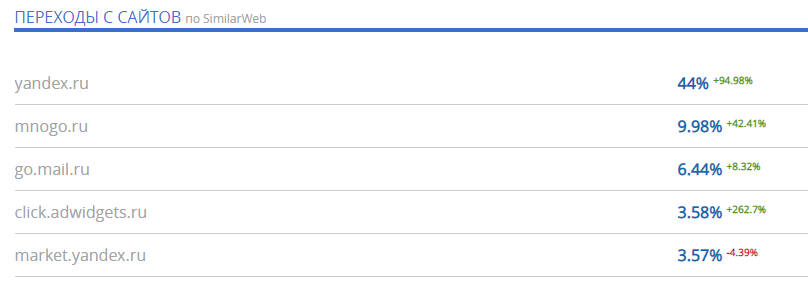 ПЕРЕХОДЫ С САЙТОВ по SimilarWeb
yandex.ru 44% +94.98%
mnogo.ru 9.98% +42.41%
go.mail.ru 6.44% +8.32%
click.adwidgets.ru 3.58% +262.7%
market.yandex.ru 3.57% -4.39%